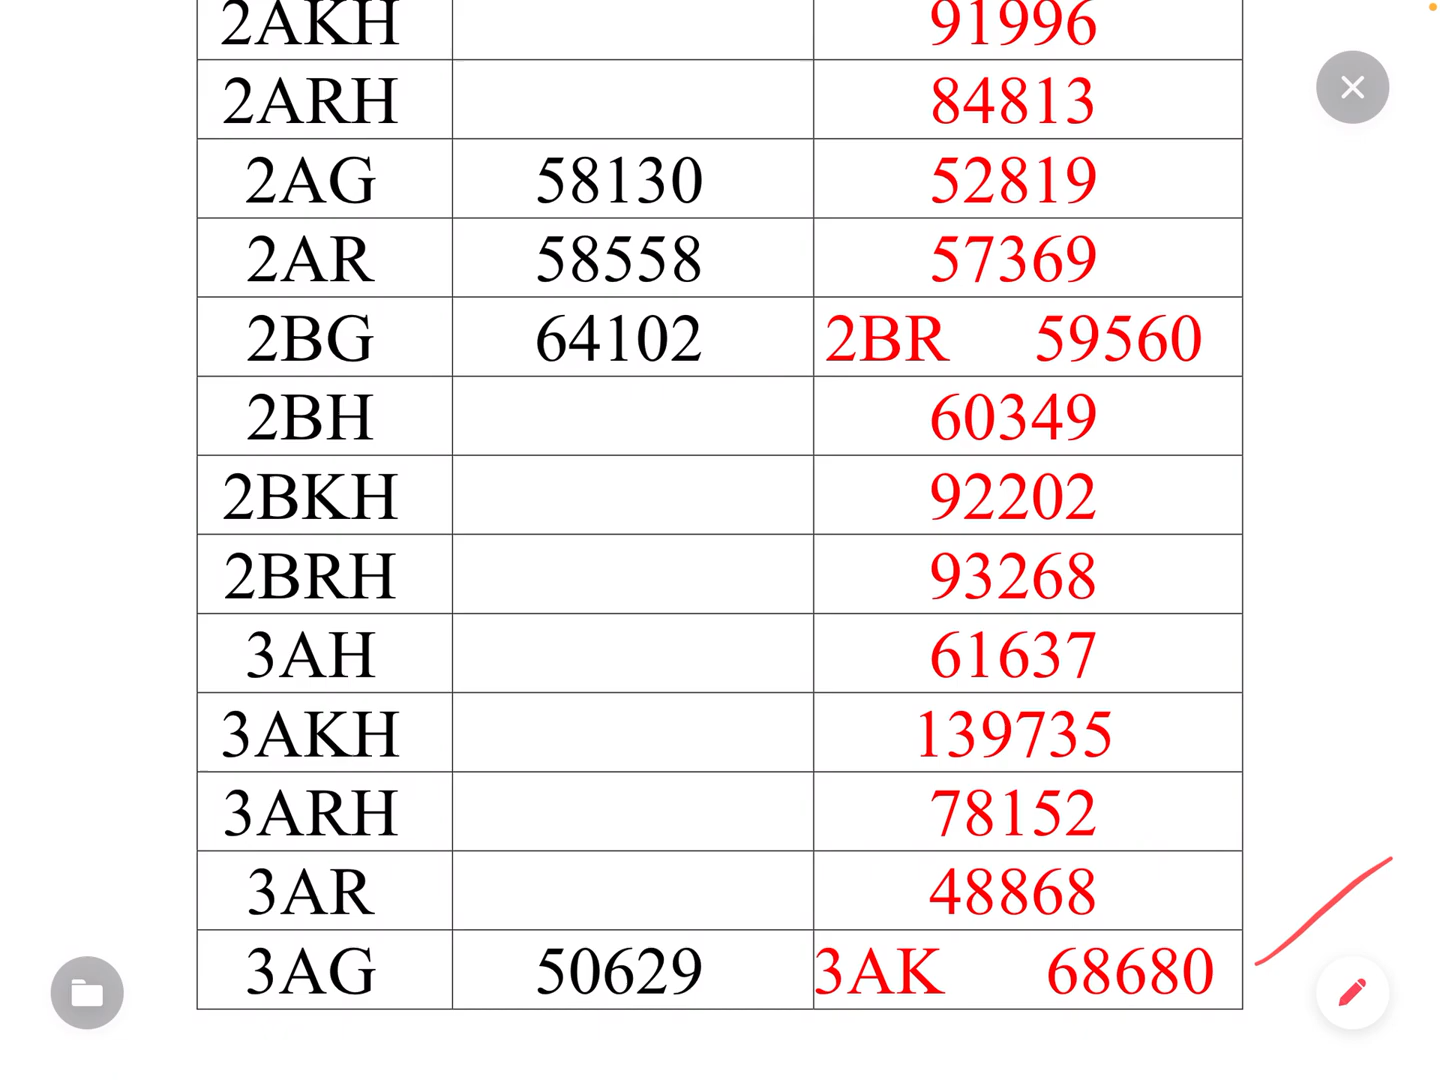 2AKH 91996
2ARH 84813
2AG 58130 52819
2AR 58558 57369
2BG 64102 2BR 59560
2BH 60349
2BKH 92202
2BRH 93268
3AH 61637
3AKH 139735
3ARH 78152
3AR 48868
3AG 50629 3AK 68680